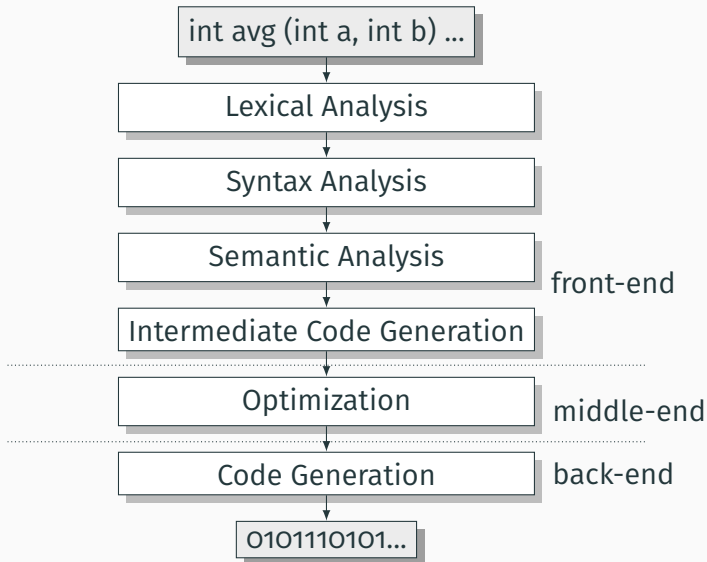 int avg (int a, int b) ...
Lexical Analysis
Syntax Analysis
Semantic Analysis
front-end
Intermediate Code Generation
Optimization
middle-end
Code Generation
back-end
0101110101...